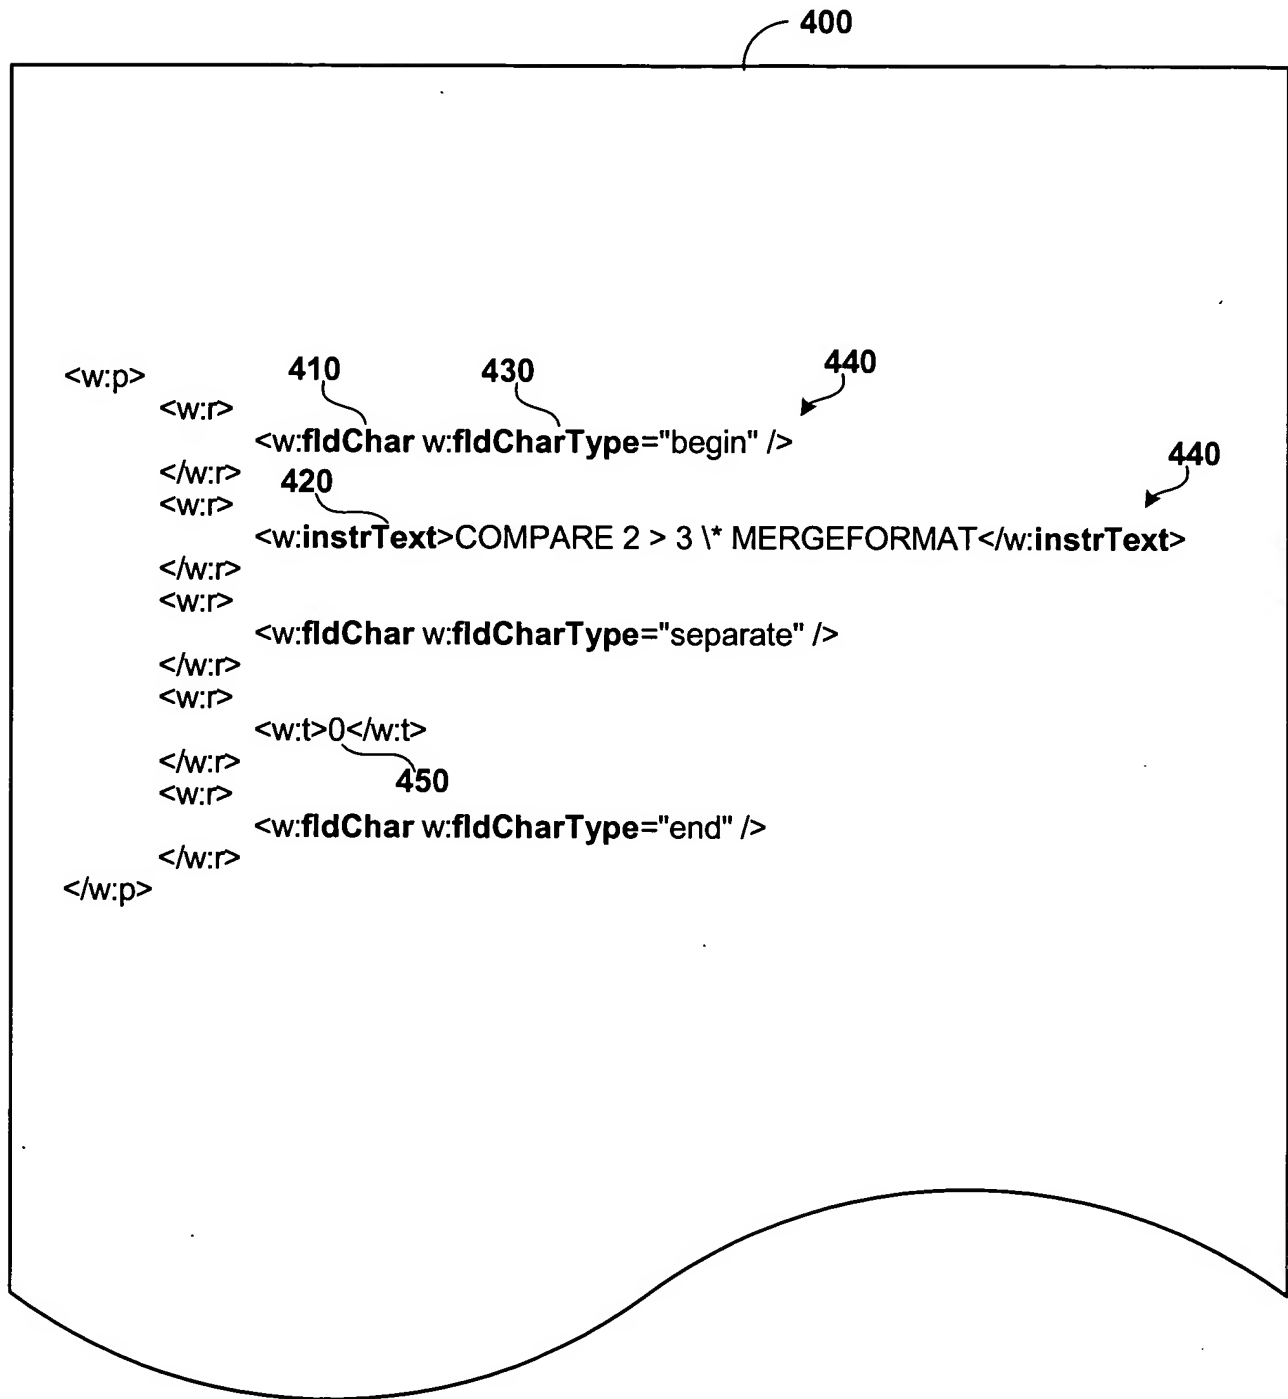 400
410 430 440
<w:p>
<w:r>
<w:fldChar w:fldCharType="begin" />
</w:r>
440
420
<w:r>
<w:instrText>COMPARE 2 > 3 \* MERGEFORMAT</w:instrText>
</w:r>
<w:r>
<w:fldChar w:fldCharType="separate" />
</w:r>
<w:r>
<w:t>0</w:t>
</w:r>
450
<w:r>
<w:fldChar w:fldCharType="end" />
</w:r>
</w:p>